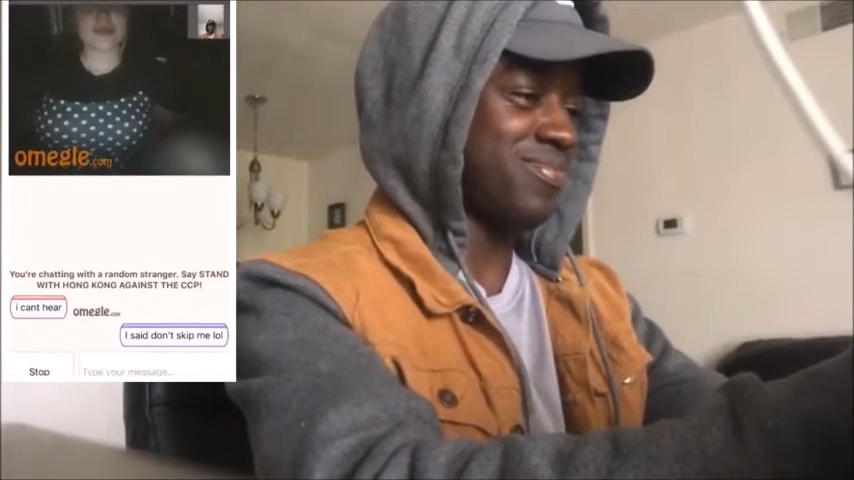 omegle.com
You're chatting with a random stranger. Say STAND
WITH HONG KONG AGAINST THE CCP!
i cant hear
omegle.com
I said don't skip me lol
Stop
Type your message...